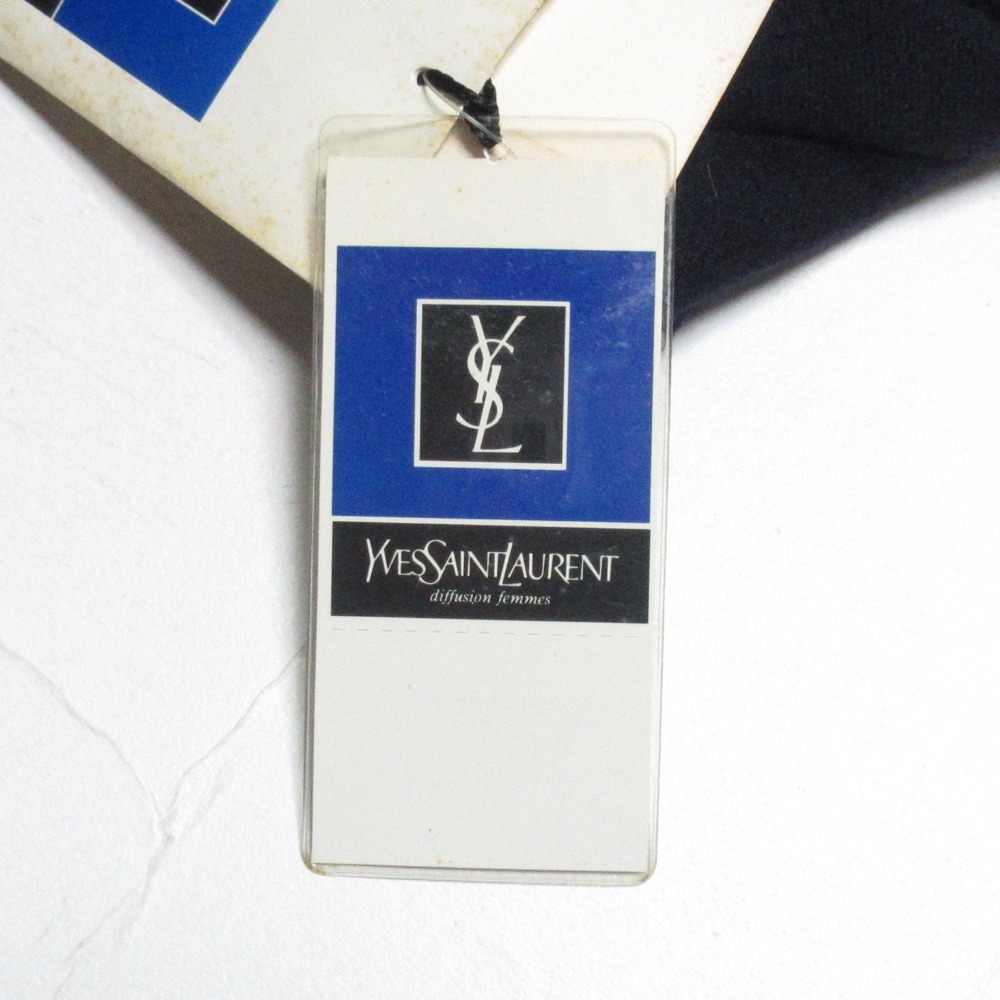 YSL
YVESSAINTLAURENT
diffusion femmes